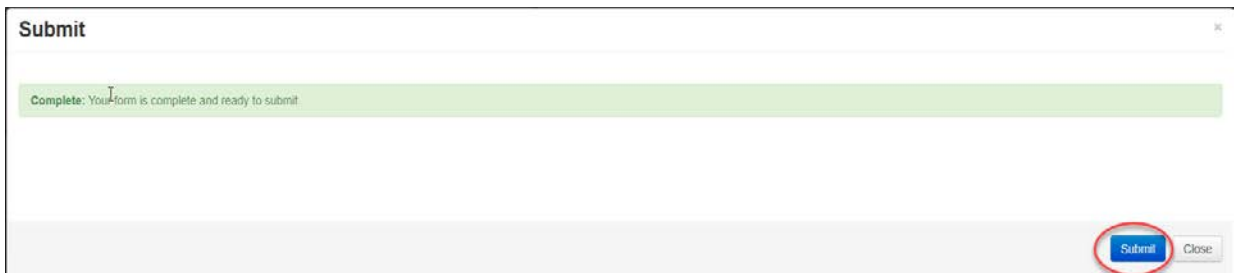 Submit
Complete: Your form is complete and ready to submit
Submit
Close